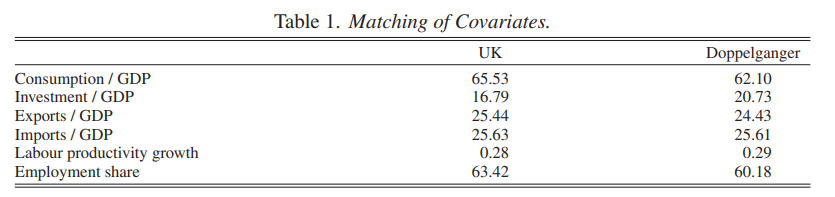 Table 1. Matching of Covariates.
UK Doppelganger
Consumption / GDP 65.53 62.10
Investment / GDP 16.79 20.73
Exports / GDP 25.44 24.43
Imports / GDP 25.63 25.61
Labour productivity growth 0.28 0.29
Employment share 63.42 60.18